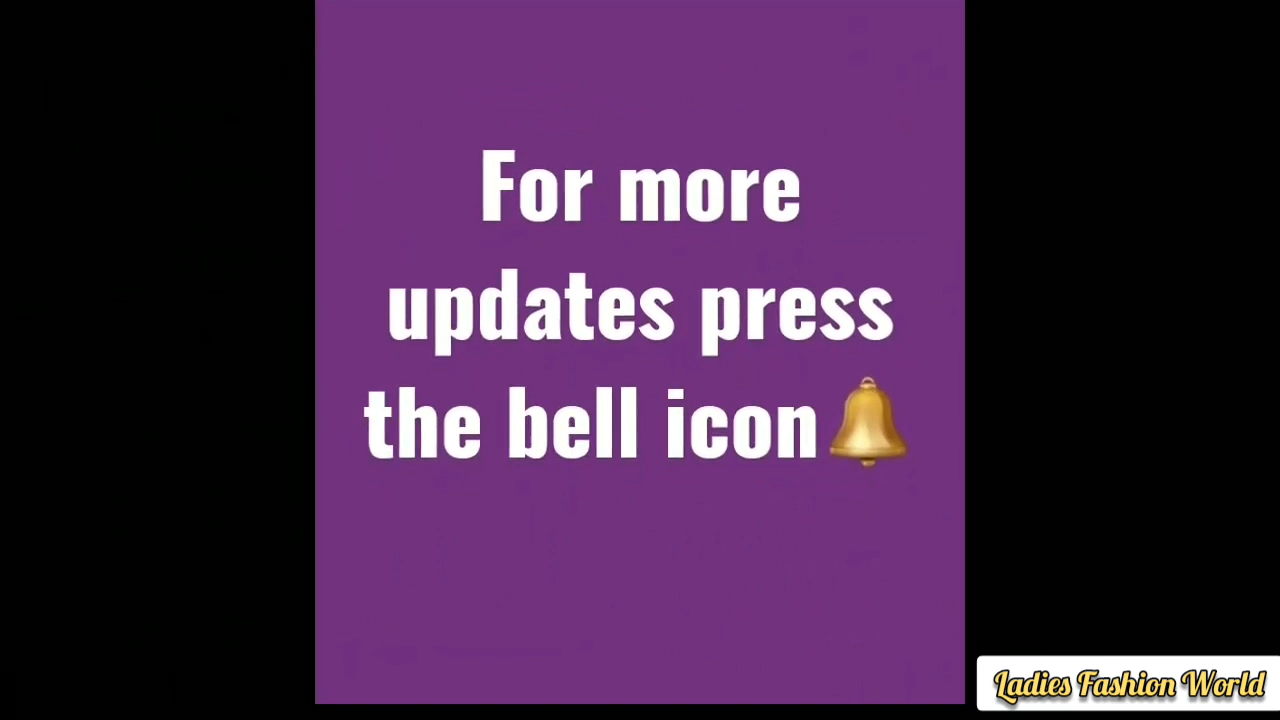 For more
updates press
the bell icon🔔
Ladies Fashion World